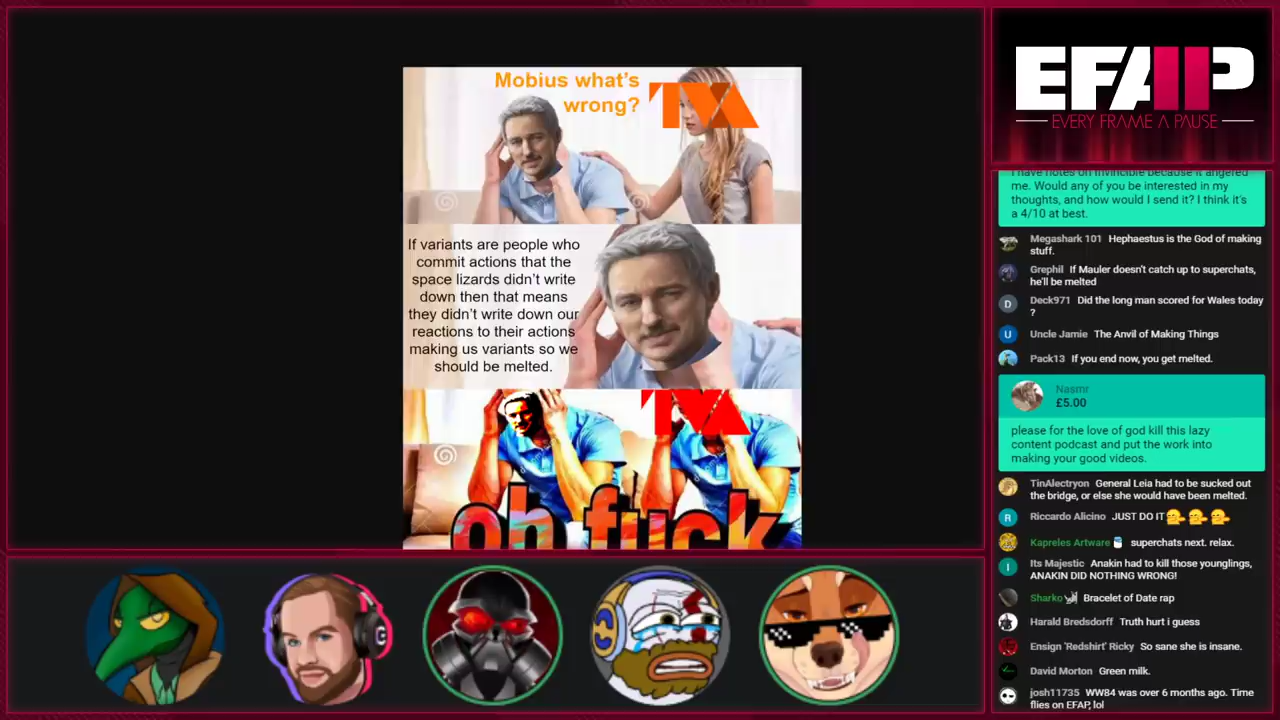 Mobius what's
wrong?
TVA
If variants are people who
commit actions that the
space lizards didn't write
down then that means
they didn't write down our
reactions to their actions
making us variants so we
should be melted.
TVA
oh fuck
EFAP
EVERY FRAME A PAUSE
I have notes on Invincible because it angered
me. Would any of you be interested in my
thoughts, and how would I send it? I think it's
a 4/10 at best.
Megashark 101 Hephaestus is the God of making
stuff.
Grephil If Mauler doesn't catch up to superchats,
he'll be melted
D
Deck971 Did the long man scored for Wales today
?
U
Uncle Jamie The Anvil of Making Things
Pack13 If you end now, you get melted.
Nasmr
£5.00
please for the love of god kill this lazy
content podcast and put the work into
making your good videos.
TinAlectryon General Leia had to be sucked out
the bridge, or else she would have been melted.
R
Riccardo Alicino JUST DO IT
Kapreles Artware superchats next. relax.
I
Its Majestic Anakin had to kill those younglings,
ANAKIN DID NOTHING WRONG!
Sharko Bracelet of Date rap
Harald Bredsdorff Truth hurt i guess
Ensign 'Redshirt' Ricky So sane she is insane.
David Morton Green milk.
josh11735 WW84 was over 6 months ago. Time
flies on EFAP, lol